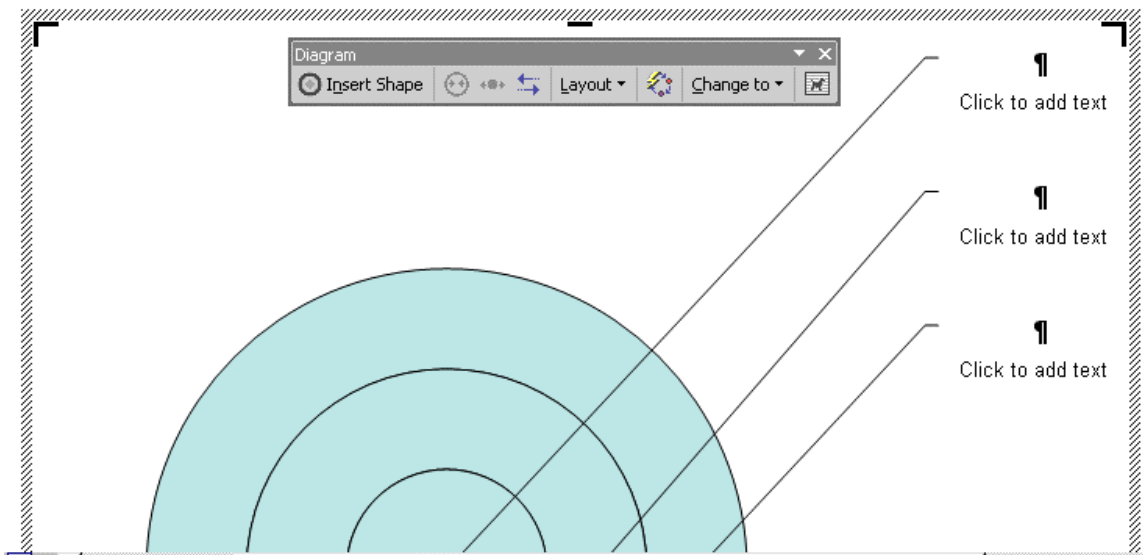 Diagram
Insert Shape Layout Change to
¶
Click to add text
¶
Click to add text
¶
Click to add text